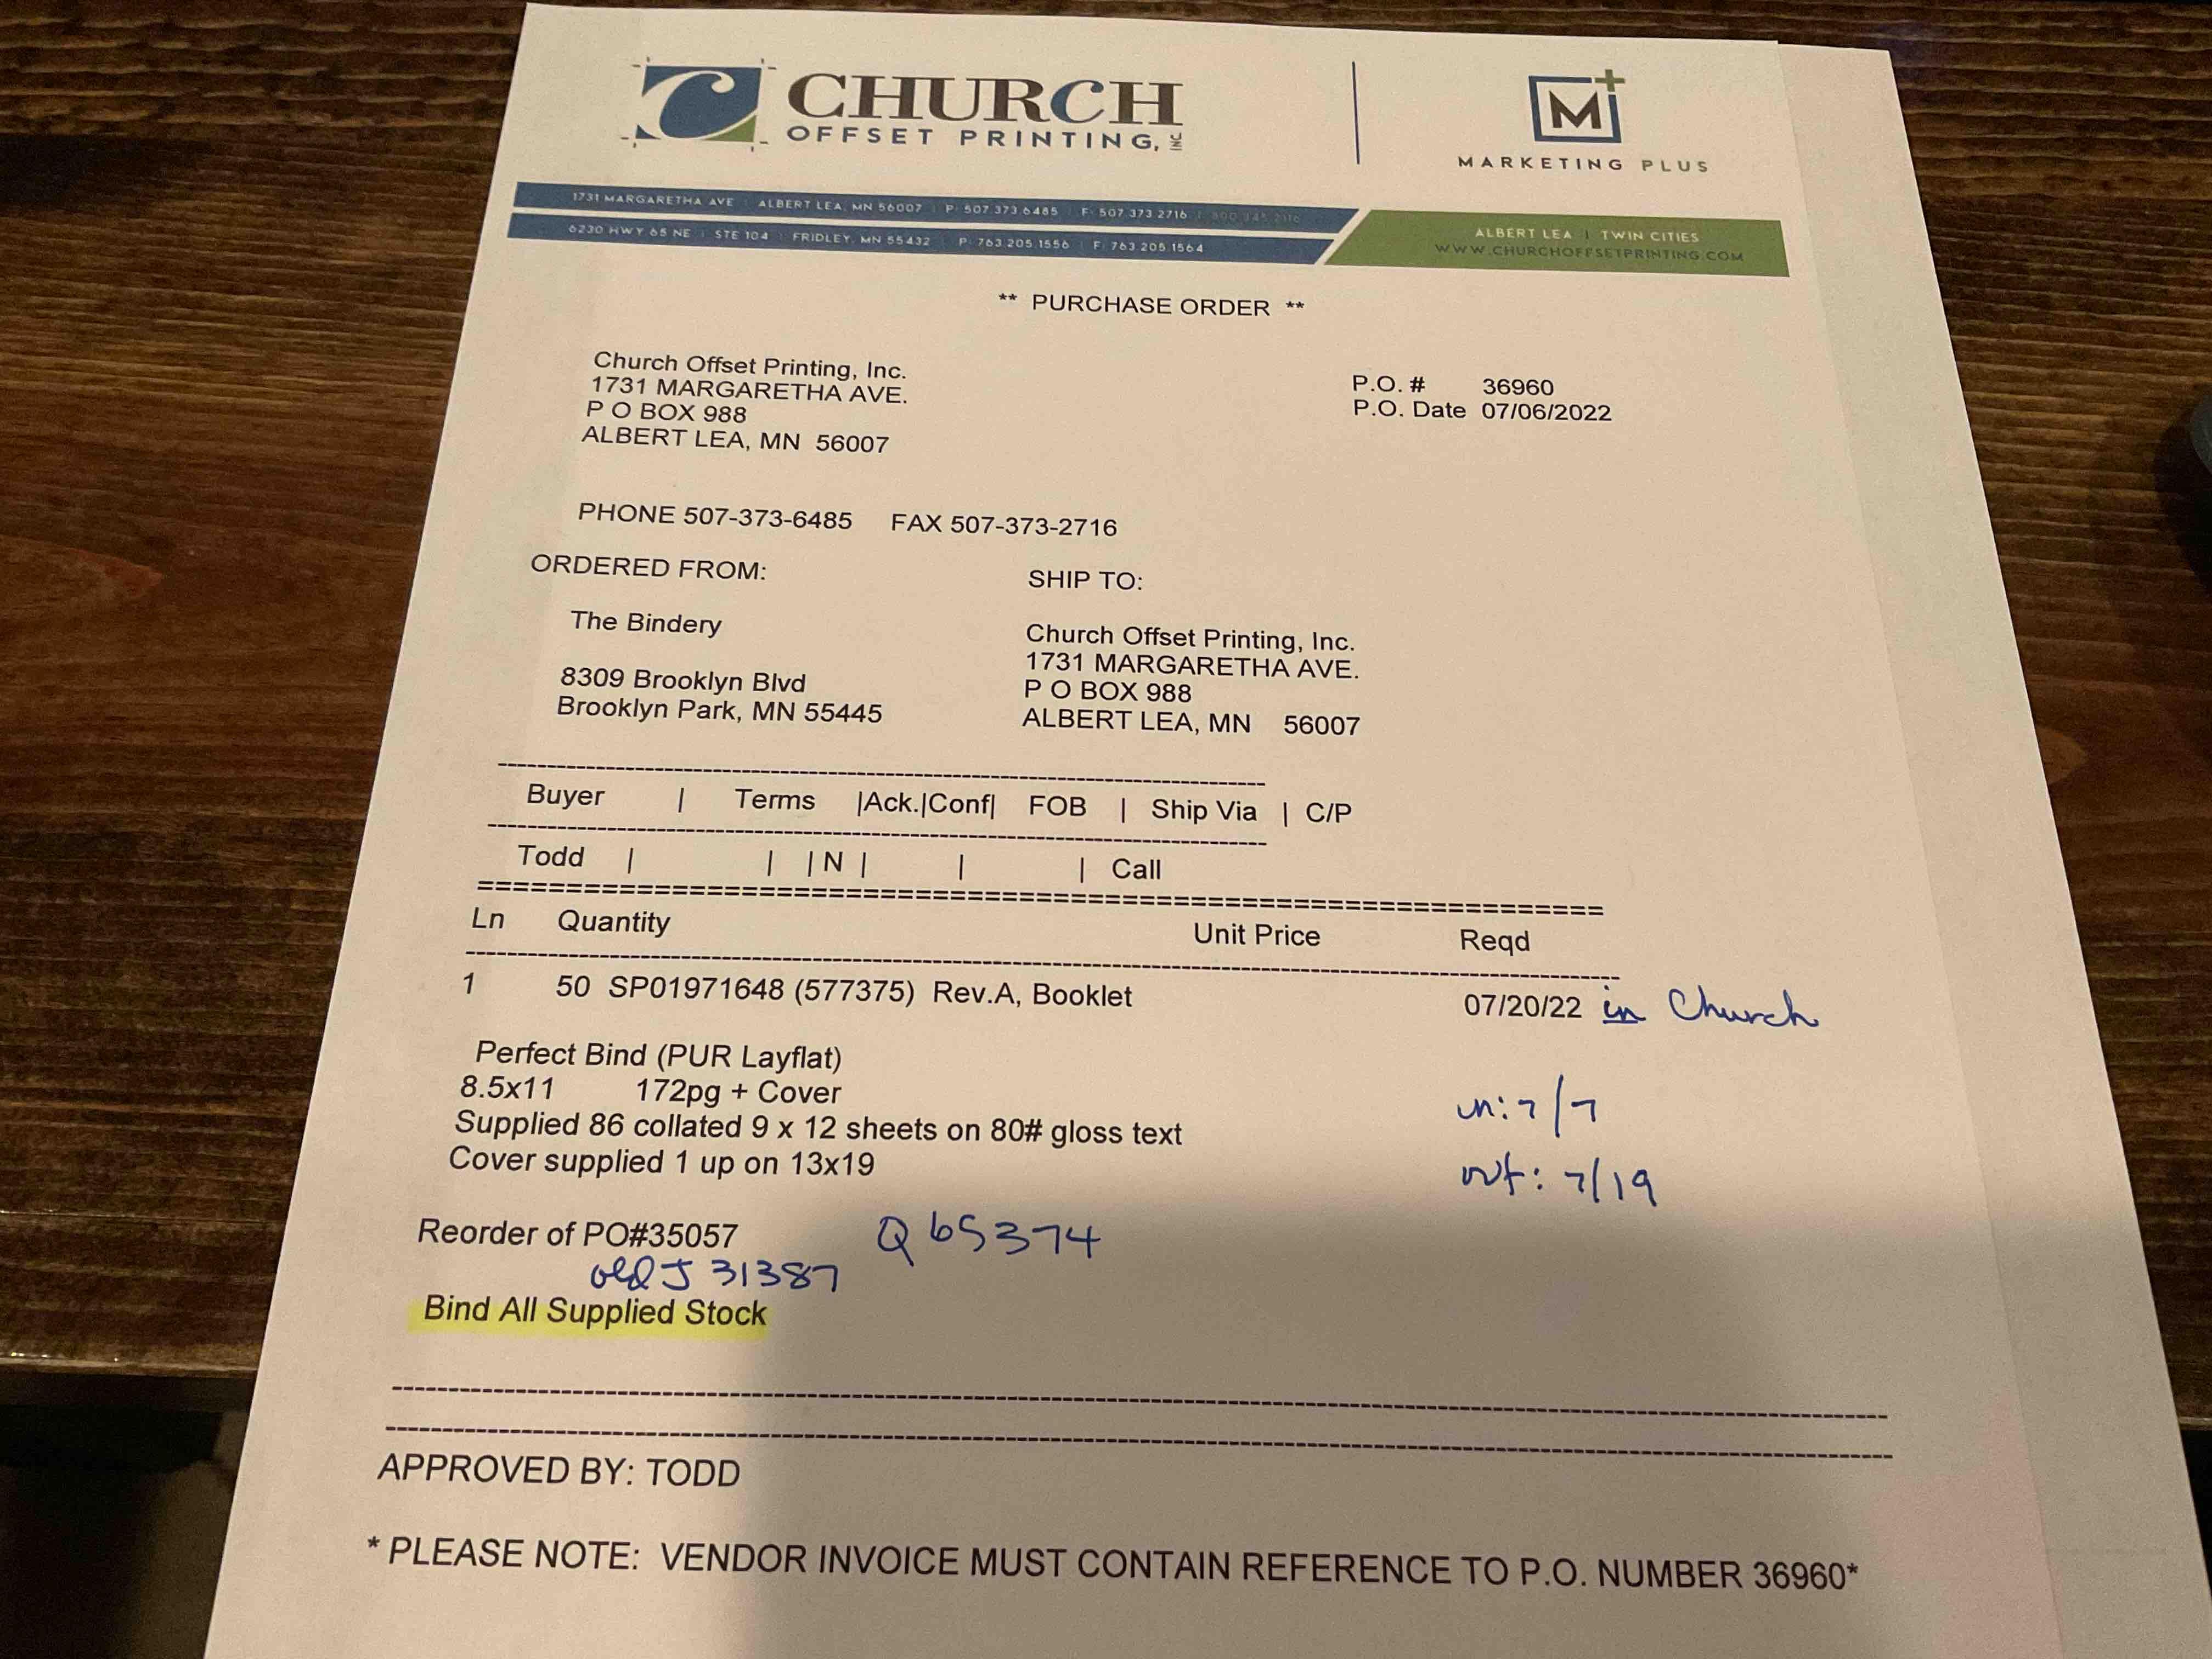 CHURCH
OFFSET PRINTING, INC
M+
MARKETING PLUS
1731 MARGARETHA AVE | ALBERT LEA, MN 56007 | P: 507.373.6485 | F: 507.373.2716 | 800.345.2116
6230 HWY 65 NE | STE 104 | FRIDLEY, MN 55432 | P: 763.205.1556 | F: 763.205.1564
ALBERT LEA | TWIN CITIES
WWW.CHURCHOFFSETPRINTING.COM
** PURCHASE ORDER **
Church Offset Printing, Inc.
1731 MARGARETHA AVE.
P O BOX 988
ALBERT LEA, MN 56007
P.O. # 36960
P.O. Date 07/06/2022
PHONE 507-373-6485 FAX 507-373-2716
ORDERED FROM:
The Bindery
8309 Brooklyn Blvd
Brooklyn Park, MN 55445
SHIP TO:
Church Offset Printing, Inc.
1731 MARGARETHA AVE.
P O BOX 988
ALBERT LEA, MN 56007
Buyer | Terms |Ack.|Conf| FOB | Ship Via | C/P
Todd | | |N | | | Call
Ln Quantity Unit Price Reqd
1 50 SP01971648 (577375) Rev.A, Booklet 07/20/22 in Church
Perfect Bind (PUR Layflat)
8.5x11 172pg + Cover
Supplied 86 collated 9 x 12 sheets on 80# gloss text
Cover supplied 1 up on 13x19
in: 7/7
out: 7/19
Reorder of PO#35057 Q 65374
old J 31387
Bind All Supplied Stock
APPROVED BY: TODD
* PLEASE NOTE: VENDOR INVOICE MUST CONTAIN REFERENCE TO P.O. NUMBER 36960*